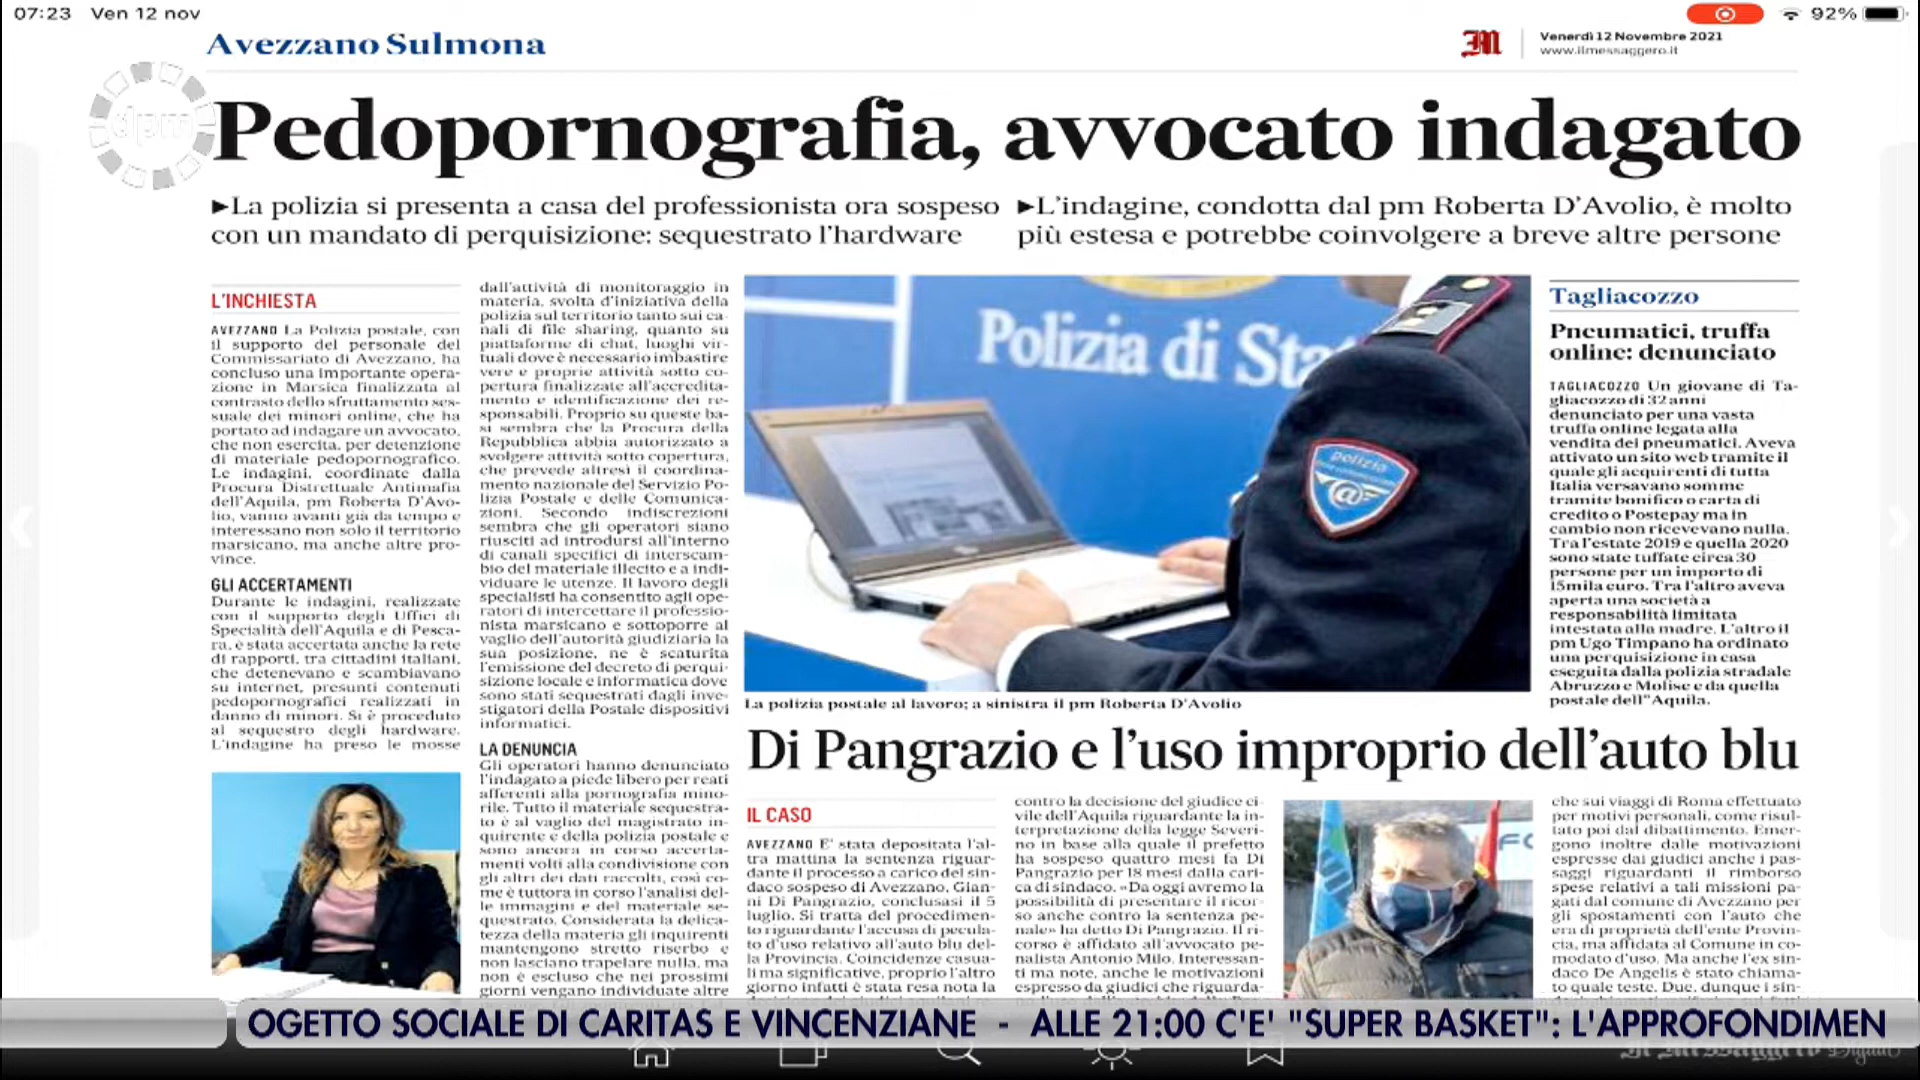 07:23 Ven 12 nov
92%
Avezzano Sulmona
M
Venerdì 12 Novembre 2021
www.ilmessaggero.it
dpm
Pedopornografia, avvocato indagato
►La polizia si presenta a casa del professionista ora sospeso
con un mandato di perquisizione: sequestrato l'hardware
►L'indagine, condotta dal pm Roberta D'Avolio, è molto
più estesa e potrebbe coinvolgere a breve altre persone
L'INCHIESTA
AVEZZANO La Polizia postale, con
il supporto del personale del
Commissariato di Avezzano, ha
concluso una importante opera-
zione in Marsica finalizzata al
contrasto dello sfruttamento ses-
suale dei minori online, che ha
portato ad indagare un avvocato,
che non esercita, per detenzione
di materiale pedopornografico.
Le indagini, coordinate dalla
Procura Distrettuale Antimafia
dell'Aquila, pm Roberta D'Avo-
lio, vanno avanti già da tempo e
interessano non solo il territorio
marsicano, ma anche altre pro-
vince.
GLI ACCERTAMENTI
Durante le indagini, realizzate
con il supporto degli Uffici di
Specialità dell'Aquila e di Pesca-
ra, è stata accertata anche la rete
di rapporti, tra cittadini italiani,
che detenevano e scambiavano
su internet, presunti contenuti
pedopornografici realizzati in
danno di minori. Si è proceduto
al sequestro degli hardware.
L'indagine ha preso le mosse
dall'attività di monitoraggio in
materia, svolta d'iniziativa della
polizia sul territorio tanto sui ca-
nali di file sharing, quanto su
piattaforme di chat, luoghi vir-
tuali dove è necessario imbastire
vere e proprie attività sotto co-
pertura finalizzate all'accredita-
mento e identificazione dei re-
sponsabili. Proprio su queste ba-
si sembra che la Procura della
Repubblica abbia autorizzato a
svolgere attività sotto copertura,
che prevede altresì il coordina-
mento nazionale del Servizio Po-
lizia Postale e delle Comunica-
zioni. Secondo indiscrezioni
sembra che gli operatori siano
riusciti ad introdursi all'interno
di canali specifici di interscam-
bio del materiale illecito e a indi-
viduare le utenze. Il lavoro degli
specialisti ha consentito agli ope-
ratori di intercettare il professio-
nista marsicano e sottoporre al
vaglio dell'autorità giudiziaria la
sua posizione, ne è scaturita
l'emissione del decreto di perqui-
sizione locale e informatica dove
sono stati sequestrati dagli inve-
stigatori della Postale dispositivi
informatici.
LA DENUNCIA
Gli operatori hanno denunciato
l'indagato a piede libero per reati
afferenti alla pornografia mino-
rile. Tutto il materiale sequestra-
to è al vaglio del magistrato in-
quirente e della polizia postale e
sono ancora in corso accerta-
menti volti alla condivisione con
gli altri dei dati raccolti, così co-
me è tuttora in corso l'analisi del-
le immagini e del materiale se-
questrato. Considerata la delica-
tezza della materia gli inquirenti
mantengono stretto riserbo e
non lasciano trapelare nulla, ma
non è escluso che nei prossimi
giorni vengano individuate altre
Polizia di Sta
polizia
@
La polizia postale al lavoro; a sinistra il pm Roberta D'Avolio
Tagliacozzo
Pneumatici, truffa
online: denunciato
TAGLIACOZZO Un giovane di Ta-
gliacozzo di 32 anni
denunciato per una vasta
truffa online legata alla
vendita dei pneumatici. Aveva
attivato un sito web tramite il
quale gli acquirenti di tutta
Italia versavano somme
tramite bonifico o carta di
credito o Postepay ma in
cambio non ricevevano nulla.
Tra l'estate 2019 e quella 2020
sono state tuffate circa 30
persone per un importo di
15mila euro. Tra l'altro aveva
aperta una società a
responsabilità limitata
intestata alla madre. L'altro il
pm Ugo Timpano ha ordinato
una perquisizione in casa
eseguita dalla polizia stradale
Abruzzo e Molise e da quella
postale dell"Aquila.
Di Pangrazio e l'uso improprio dell'auto blu
IL CASO
AVEZZANO E' stata depositata l'al-
tra mattina la sentenza riguar-
dante il processo a carico del sin-
daco sospeso di Avezzano, Gian-
ni Di Pangrazio, conclusasi il 5
luglio. Si tratta del procedimen-
to riguardante l'accusa di pecula-
to d'uso relativo all'auto blu del-
la Provincia. Coincidenze casua-
li ma significative, proprio l'altro
giorno infatti è stata resa nota la
contro la decisione del giudice ci-
vile dell'Aquila riguardante la in-
terpretazione della legge Severi-
no in base alla quale il prefetto
ha sospeso quattro mesi fa Di
Pangrazio per 18 mesi dalla cari-
ca di sindaco. «Da oggi avremo la
possibilità di presentare il ricor-
so anche contro la sentenza pe-
nale» ha detto Di Pangrazio. Il ri-
corso è affidato all'avvocato pe-
nalista Antonio Milo. Interessan-
ti ma note, anche le motivazioni
espresso da giudici che riguarda-
che sui viaggi di Roma effettuato
per motivi personali, come risul-
tato poi dal dibattimento. Emer-
gono inoltre dalle motivazioni
espresse dai giudici anche i pas-
saggi riguardanti il rimborso
spese relativi a tali missioni pa-
gati dal comune di Avezzano per
gli spostamenti con l'auto che
era di proprietà dell'ente Provin-
cia, ma affidata al Comune in co-
modato d'uso. Ma anche l'ex sin-
daco De Angelis è stato chiama-
to quale teste. Due, dunque i sin-
OGETTO SOCIALE DI CARITAS E VINCENZIANE - ALLE 21:00 C'E' "SUPER BASKET": L'APPROFONDIMEN